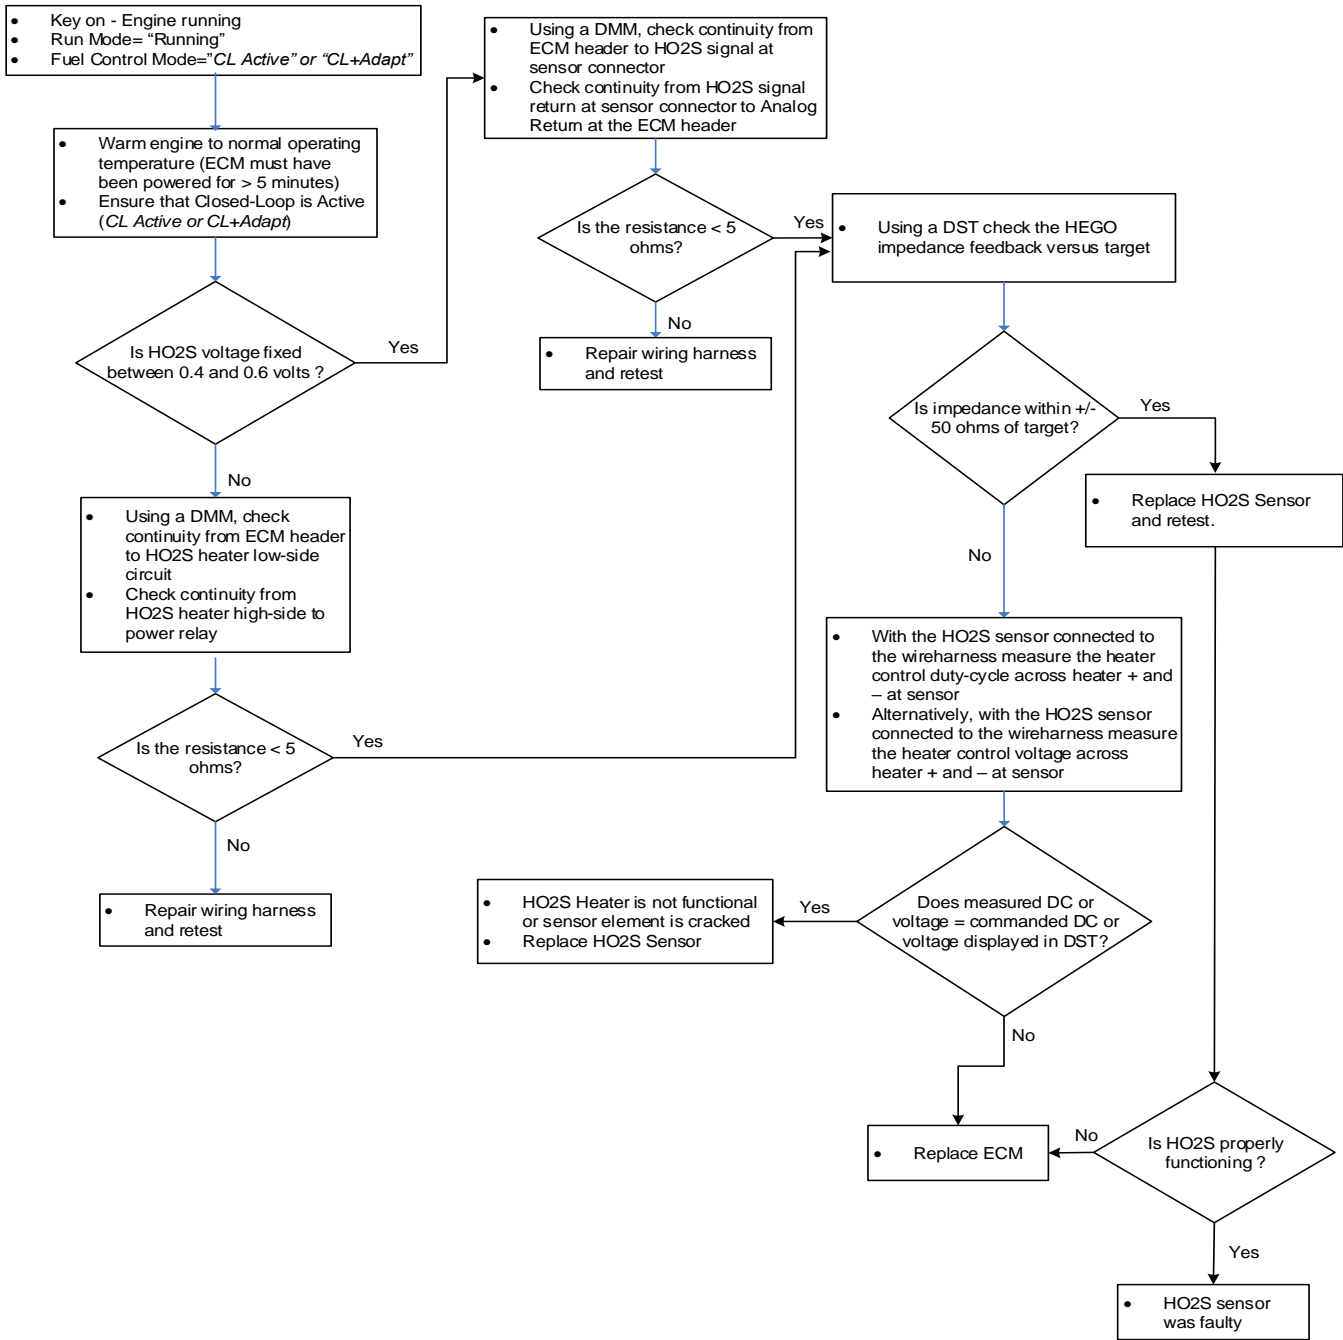 • Key on - Engine running
• Run Mode= “Running”
• Fuel Control Mode=”CL Active” or “CL+Adapt”
• Warm engine to normal operating
temperature (ECM must have
been powered for > 5 minutes)
• Ensure that Closed-Loop is Active
(CL Active or CL+Adapt)
Is HO2S voltage fixed
between 0.4 and 0.6 volts ?
Yes
No
• Using a DMM, check continuity from
ECM header to HO2S signal at
sensor connector
• Check continuity from HO2S signal
return at sensor connector to Analog
Return at the ECM header
Is the resistance < 5
ohms?
Yes
No
• Repair wiring harness
and retest
• Using a DST check the HEGO
impedance feedback versus target
Is impedance within +/-
50 ohms of target?
Yes
No
• Replace HO2S Sensor
and retest.
• Using a DMM, check
continuity from ECM header
to HO2S heater low-side
circuit
• Check continuity from
HO2S heater high-side to
power relay
Is the resistance < 5
ohms?
Yes
No
• Repair wiring harness
and retest
• With the HO2S sensor connected to
the wireharness measure the heater
control duty-cycle across heater + and
– at sensor
• Alternatively, with the HO2S sensor
connected to the wireharness measure
the heater control voltage across
heater + and – at sensor
Does measured DC or
voltage = commanded DC or
voltage displayed in DST?
Yes
No
• HO2S Heater is not functional
or sensor element is cracked
• Replace HO2S Sensor
• Replace ECM
No
Is HO2S properly
functioning ?
Yes
• HO2S sensor
was faulty